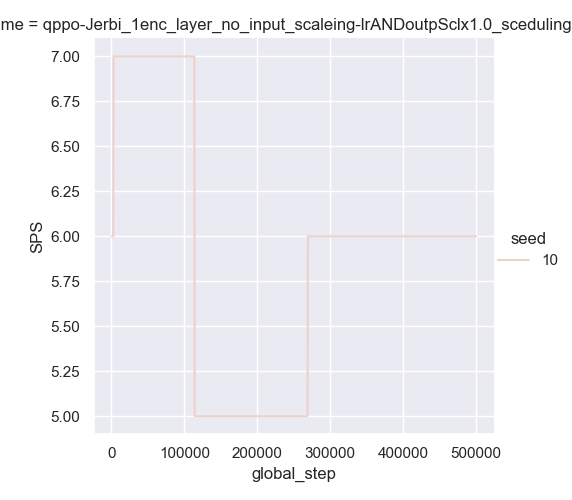 me = qppo-Jerbi_1enc_layer_no_input_scaleing-lrANDoutpSclx1.0_sceduling
7.00
6.75
6.50
6.25
6.00
5.75
5.50
5.25
5.00
SPS
seed
10
0 100000 200000 300000 400000 500000
global_step